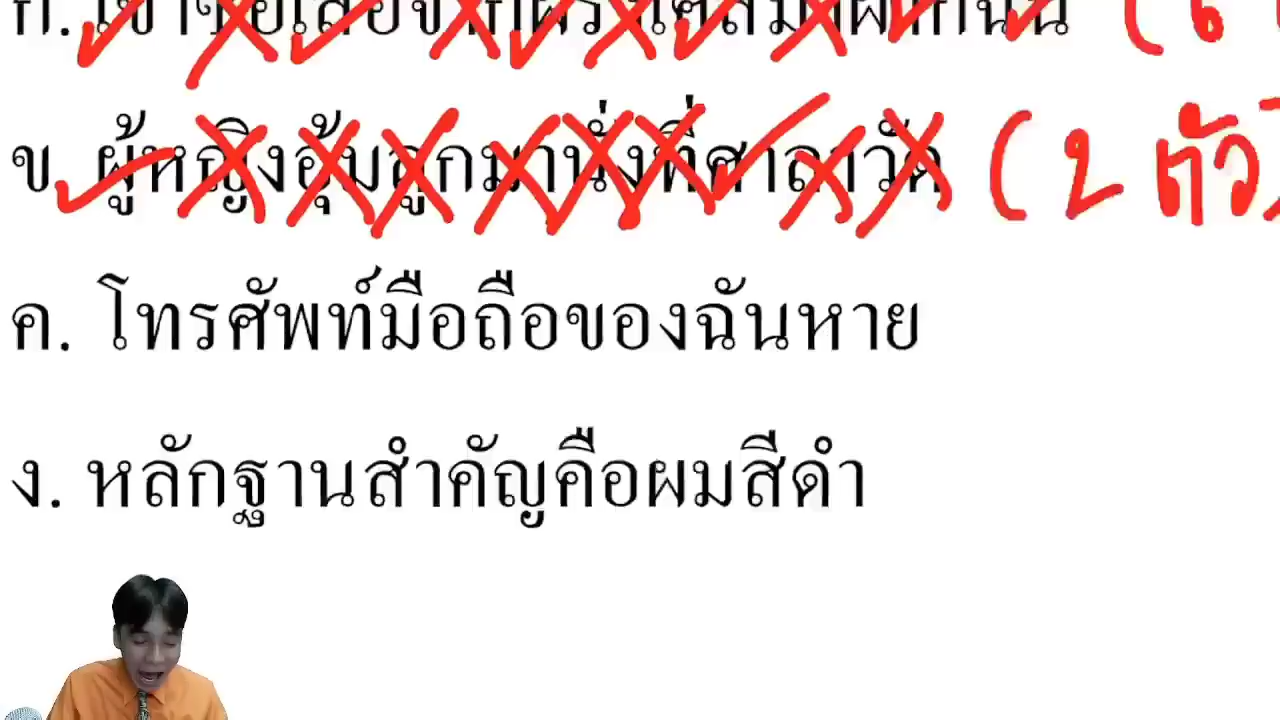 ข. ผู้หญิงอุ้มลูกมานั่งที่ศาลาวัด (2 ตัว)
ค. โทรศัพท์มือถือของฉันหาย
ง. หลักฐานสำคัญคือผมสีดำ